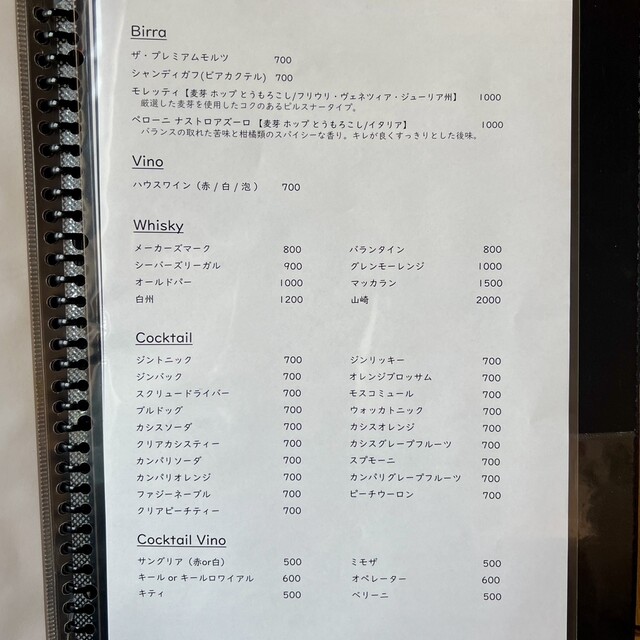 Birra
ザ・プレミアムモルツ 700
シャンディガフ(ビアカクテル) 700
モレッティ【麦芽 ホップ とうもろこし/フリウリ・ヴェネツィア・ジューリア州】 1000
厳選した麦芽を使用したコクのあるピルスナータイプ。
ペローニ ナストロアズーロ 【麦芽 ホップ とうもろこし/イタリア】 1000
バランスの取れた苦味と柑橘類のスパイシーな香り。キレが良くすっきりとした後味。
Vino
ハウスワイン（赤 / 白 / 泡 ） 700
Whisky
メーカーズマーク 800 バランタイン 800
シーバーズリーガル 900 グレンモーレンジ 1000
オールドパー 1000 マッカラン 1500
白州 1200 山崎 2000
Cocktail
ジントニック 700 ジンリッキー 700
ジンバック 700 オレンジブロッサム 700
スクリュードライバー 700 モスコミュール 700
ブルドッグ 700 ウォッカトニック 700
カシスソーダ 700 カシスオレンジ 700
クリアカシスティー 700 カシスグレープフルーツ 700
カンパリソーダ 700 スプモーニ 700
カンパリオレンジ 700 カンパリグレープフルーツ 700
ファジーネーブル 700 ピーチウーロン 700
クリアピーチティー 700
Cocktail Vino
サングリア（赤or白） 500 ミモザ 500
キール or キールロワイアル 600 オペレーター 600
キティ 500 ベリーニ 500